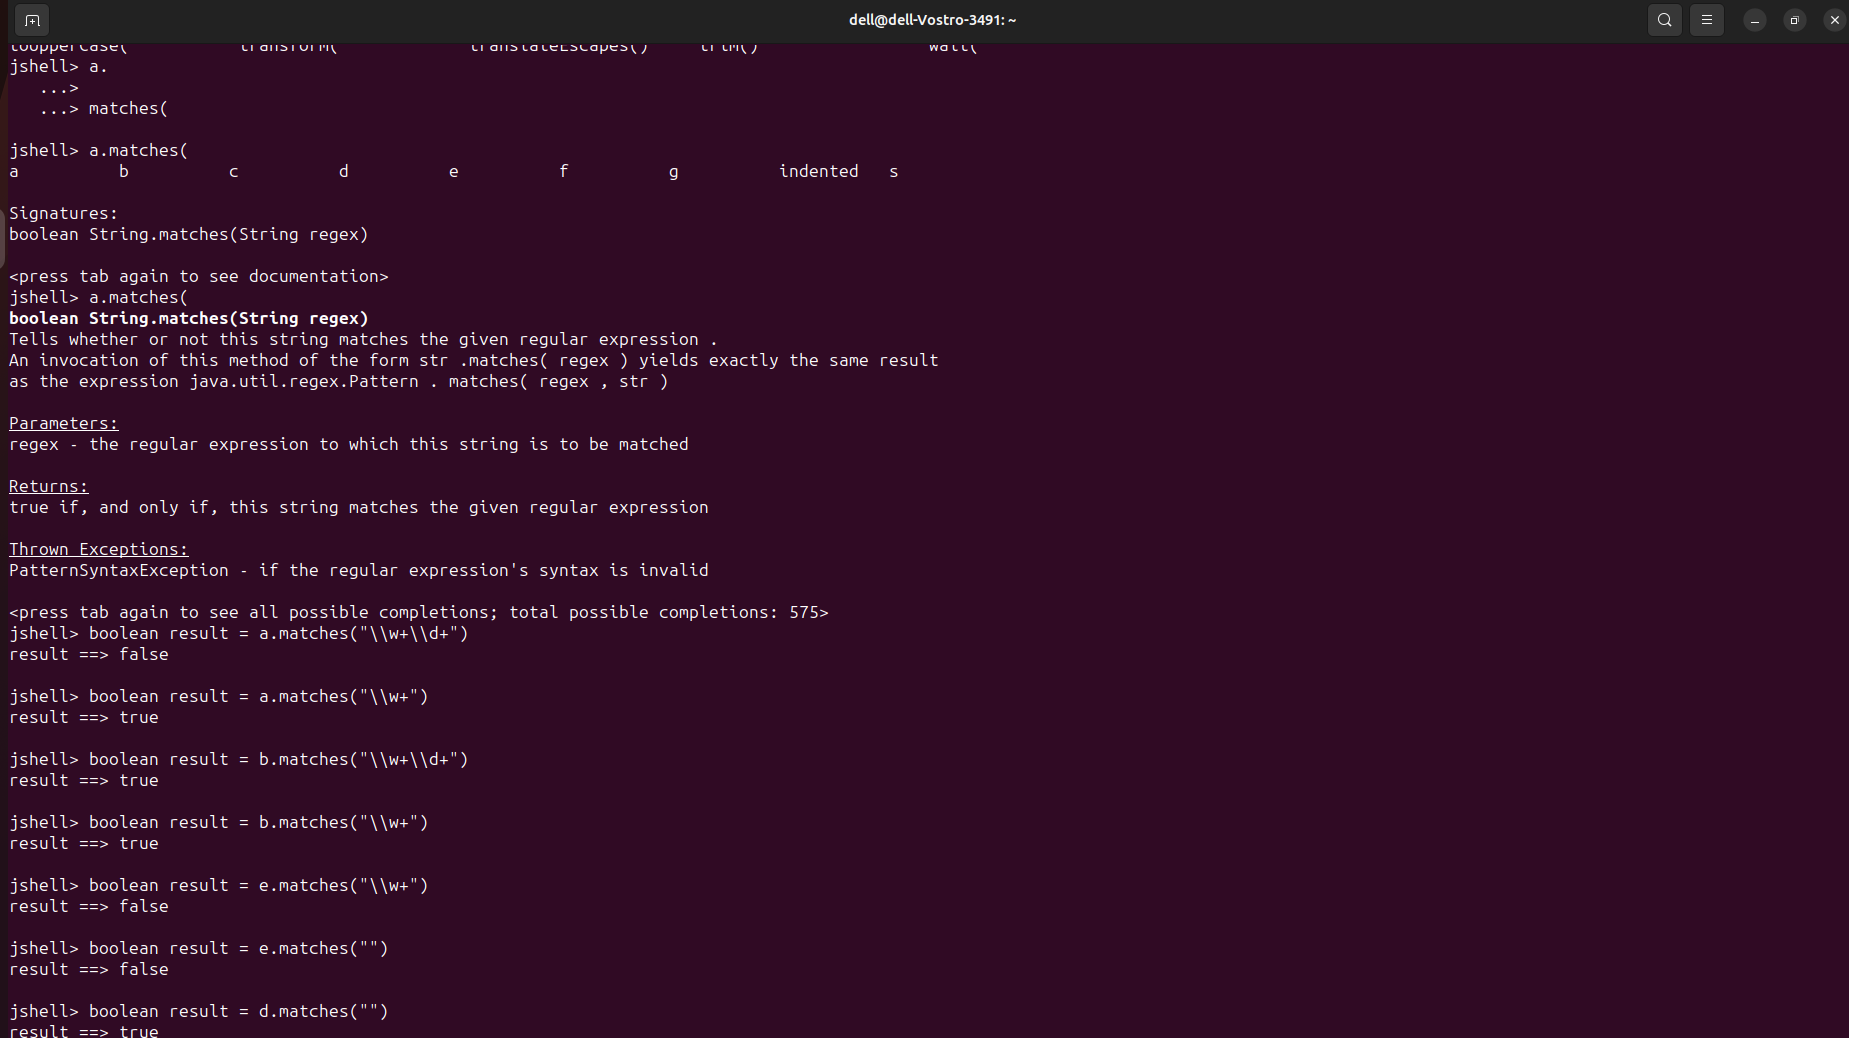 dell@dell-Vostro-3491: ~
toUpperCase( transform( translateEscapes() trim() wait(
jshell> a.
...>
...> matches(
jshell> a.matches(
a b c d e f g indented s
Signatures:
boolean String.matches(String regex)
<press tab again to see documentation>
jshell> a.matches(
boolean String.matches(String regex)
Tells whether or not this string matches the given regular expression .
An invocation of this method of the form str .matches( regex ) yields exactly the same result
as the expression java.util.regex.Pattern . matches( regex , str )
Parameters:
regex - the regular expression to which this string is to be matched
Returns:
true if, and only if, this string matches the given regular expression
Thrown Exceptions:
PatternSyntaxException - if the regular expression's syntax is invalid
<press tab again to see all possible completions; total possible completions: 575>
jshell> boolean result = a.matches("\\w+\\d+")
result ==> false
jshell> boolean result = a.matches("\\w+")
result ==> true
jshell> boolean result = b.matches("\\w+\\d+")
result ==> true
jshell> boolean result = b.matches("\\w+")
result ==> true
jshell> boolean result = e.matches("\\w+")
result ==> false
jshell> boolean result = e.matches("")
result ==> false
jshell> boolean result = d.matches("")
result ==> true